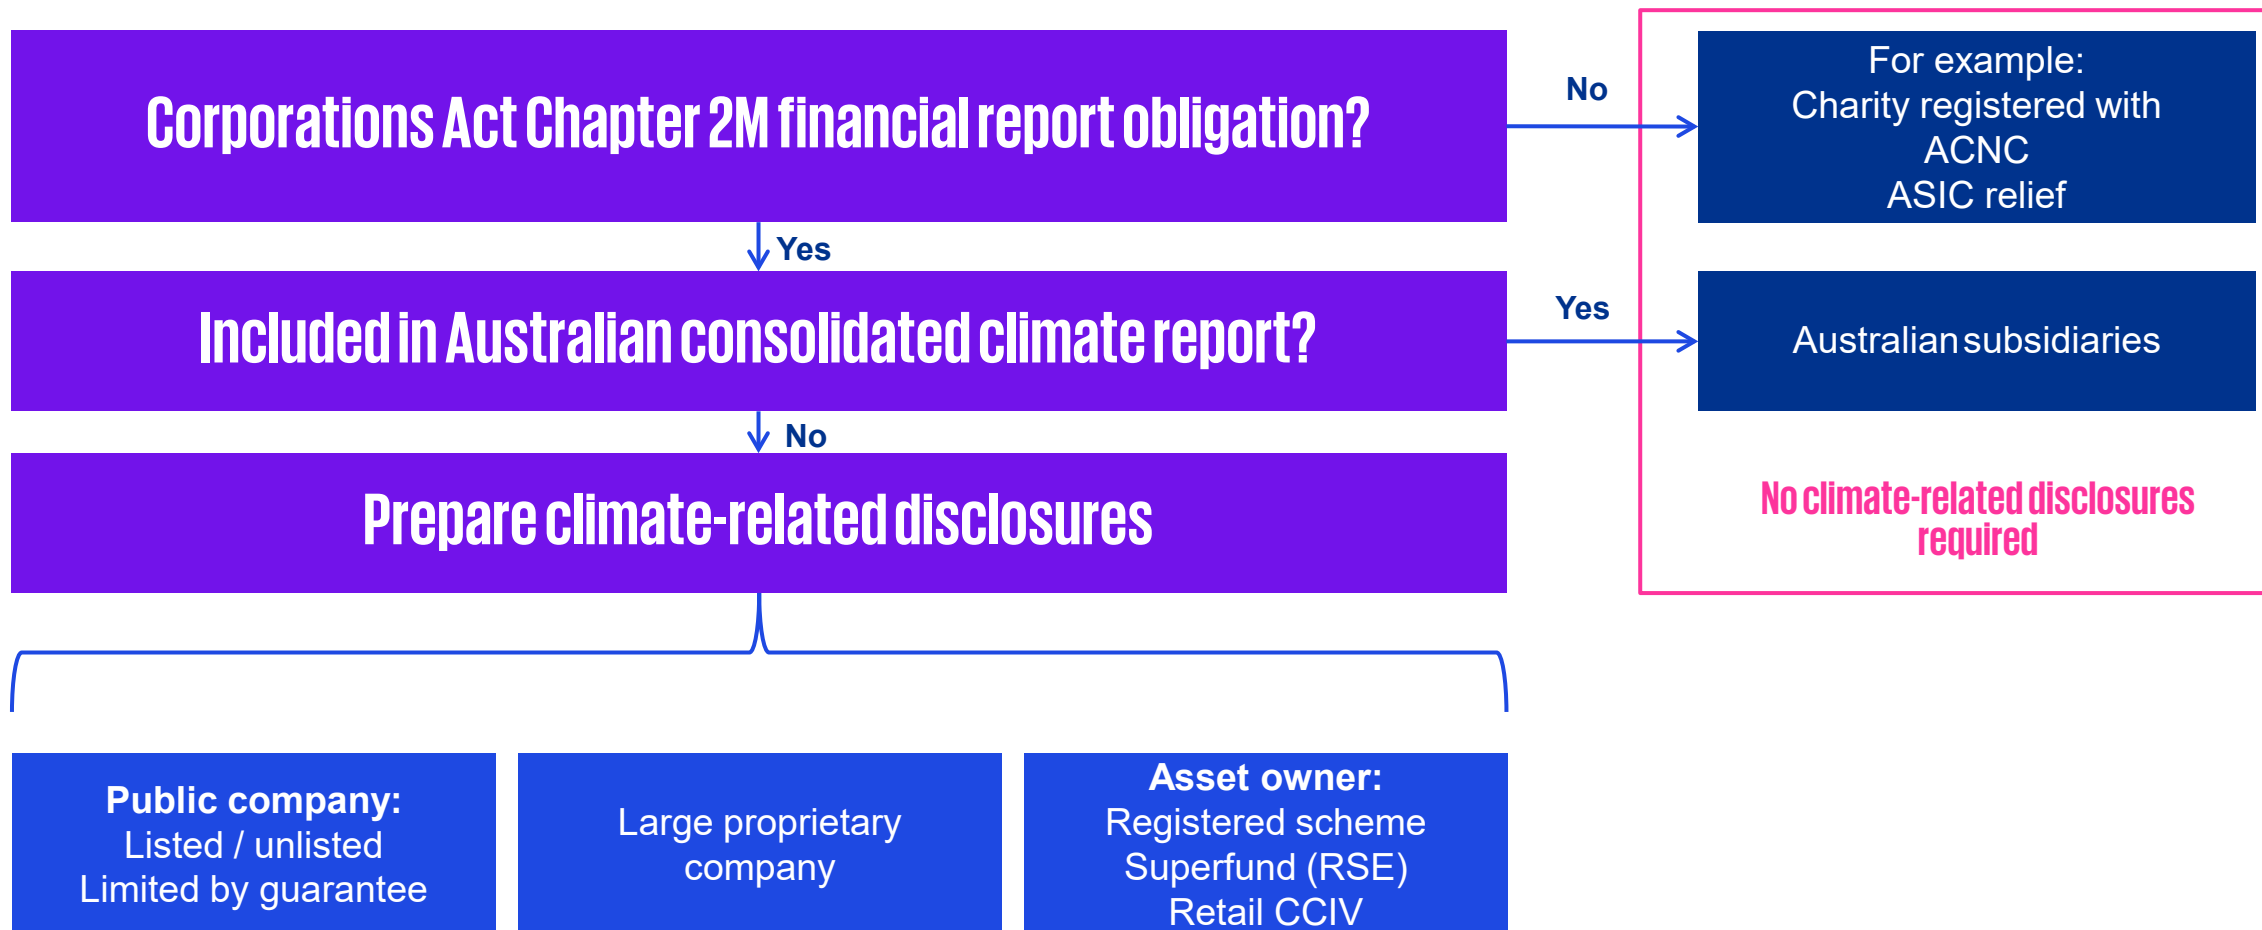 Corporations Act Chapter 2M financial report obligation?
No
For example:
Charity registered with
ACNC
ASIC relief
Yes
Included in Australian consolidated climate report?
Yes
Australian subsidiaries
No
Prepare climate-related disclosures
No climate-related disclosures
required
Public company:
Listed / unlisted
Limited by guarantee
Large proprietary
company
Asset owner:
Registered scheme
Superfund (RSE)
Retail CCIV